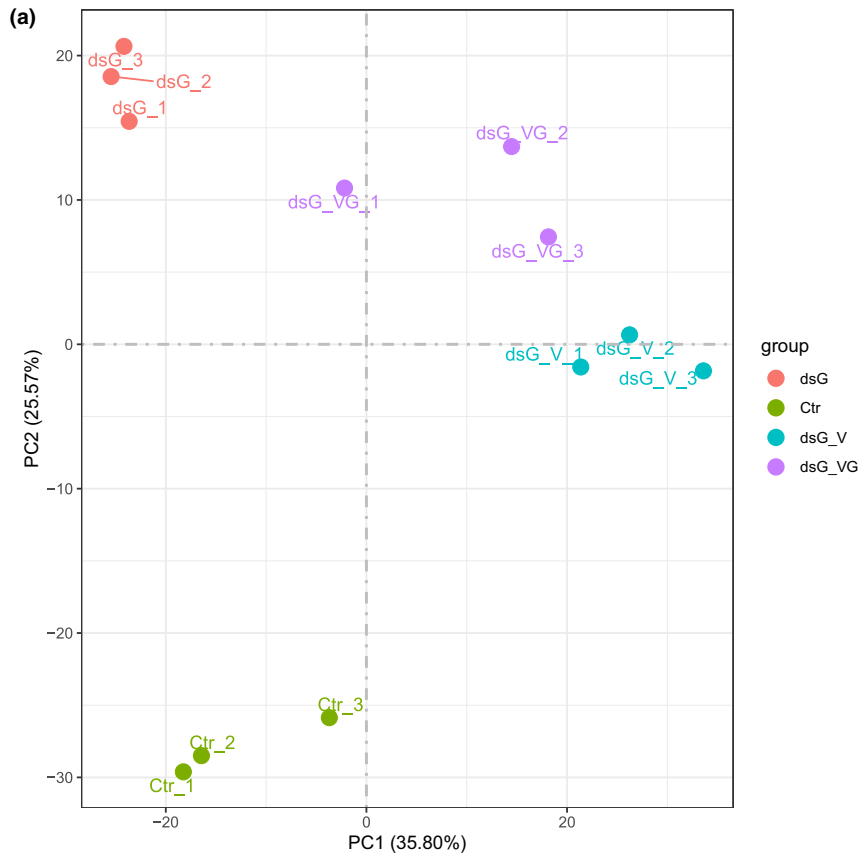 (a)
20
10
0
−10
−20
−30
PC2 (25.57%)
dsG_3
dsG_2
dsG_1
dsG_VG_2
dsG_VG_1
dsG_VG_3
dsG_V_1
dsG_V_2
dsG_V_3
Ctr_3
Ctr_2
Ctr_1
−20
0
20
PC1 (35.80%)
group
dsG
Ctr
dsG_V
dsG_VG